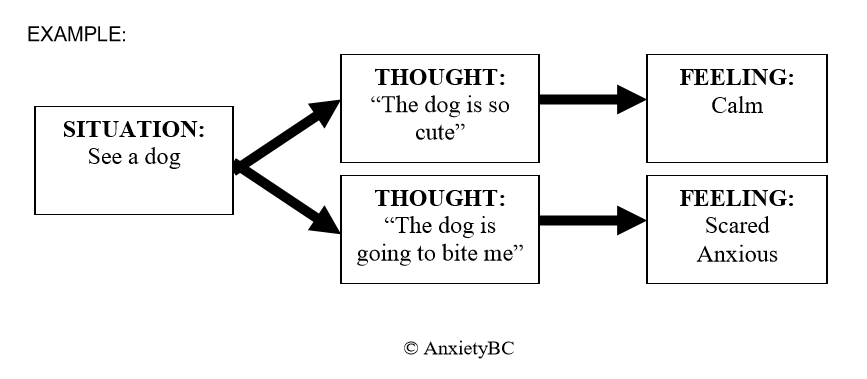 EXAMPLE:
SITUATION:
See a dog
THOUGHT:
“The dog is so
cute”
FEELING:
Calm
THOUGHT:
“The dog is
going to bite me”
FEELING:
Scared
Anxious
© AnxietyBC